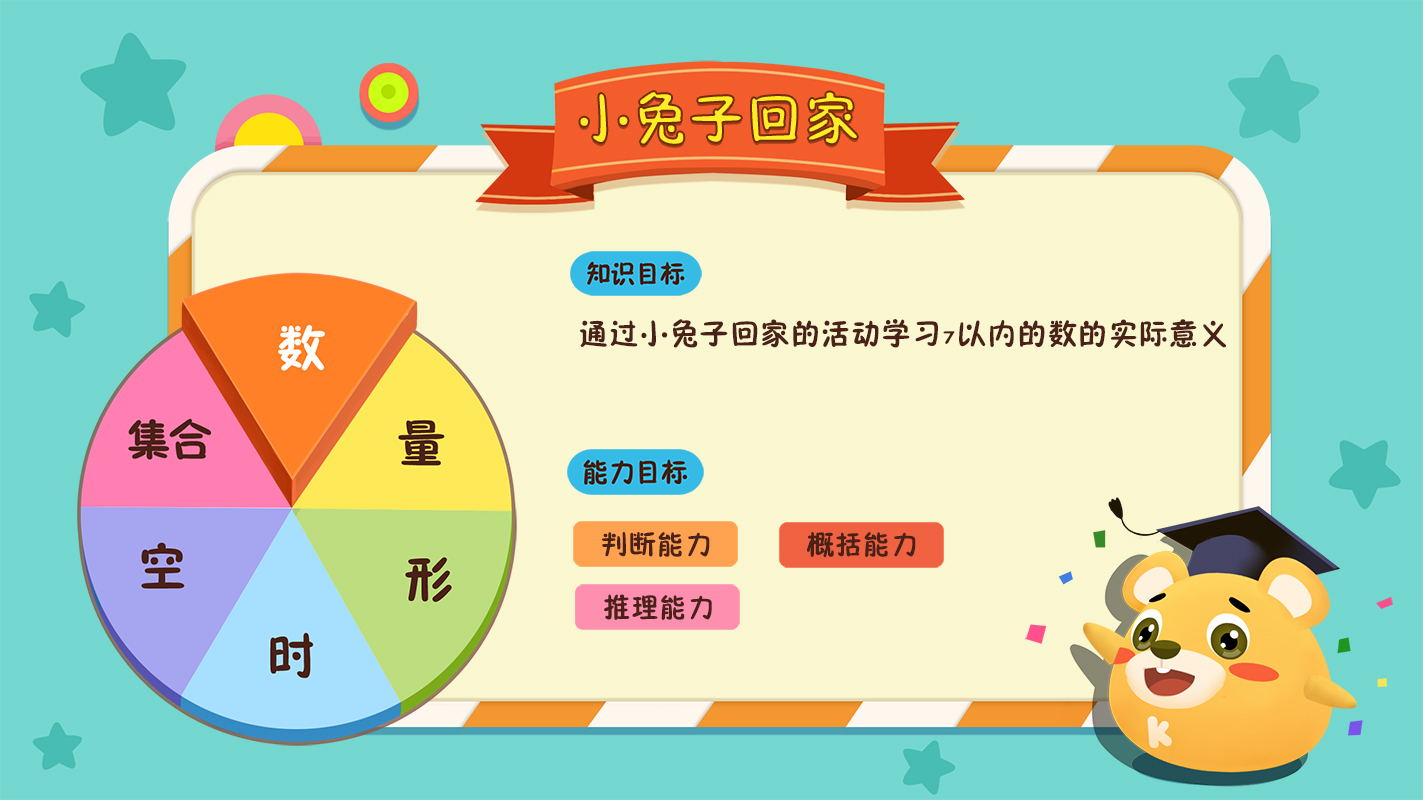 小兔子回家
知识目标
通过小兔子回家的活动学习7以内的数的实际意义
能力目标
判断能力
概括能力
推理能力
数
集合
量
空
形
时
K